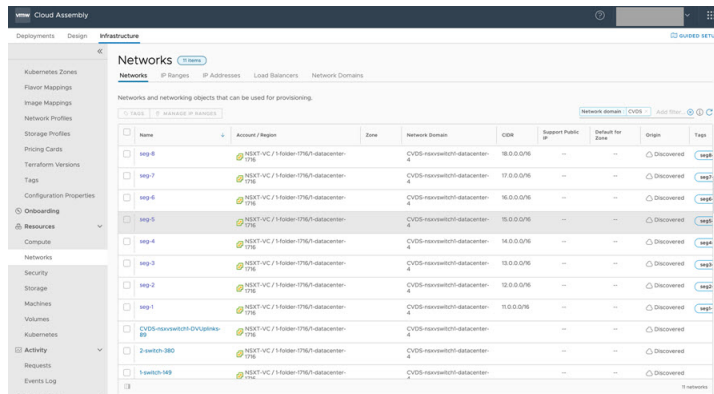 vmw Cloud Assembly
Deployments Design Infrastructure GUIDED SETU
Kubernetes Zones
Flavor Mappings
Image Mappings
Network Profiles
Storage Profiles
Pricing Cards
Terraform Versions
Tags
Configuration Properties
Onboarding
Resources
Compute
Networks
Security
Storage
Machines
Volumes
Kubernetes
Activity
Requests
Events Log
Networks 11 items
Networks IP Ranges IP Addresses Load Balancers Network Domains
Networks and networking objects that can be used for provisioning.
TAGS MANAGE IP RANGES Network domain : CVDS Add filter...
Name Account / Region Zone Network Domain CIDR Support Public IP Default for Zone Origin Tags
seg-8 NSXT-VC / 1-folder-1716/1-datacenter-1716 CVDS-nsxvswitch1-datacenter-4 18.0.0.0/16 -- -- Discovered seg8
seg-7 NSXT-VC / 1-folder-1716/1-datacenter-1716 CVDS-nsxvswitch1-datacenter-4 17.0.0.0/16 -- -- Discovered seg7
seg-6 NSXT-VC / 1-folder-1716/1-datacenter-1716 CVDS-nsxvswitch1-datacenter-4 16.0.0.0/16 -- -- Discovered seg6
seg-5 NSXT-VC / 1-folder-1716/1-datacenter-1716 CVDS-nsxvswitch1-datacenter-4 15.0.0.0/16 -- -- Discovered seg5
seg-4 NSXT-VC / 1-folder-1716/1-datacenter-1716 CVDS-nsxvswitch1-datacenter-4 14.0.0.0/16 -- -- Discovered seg4
seg-3 NSXT-VC / 1-folder-1716/1-datacenter-1716 CVDS-nsxvswitch1-datacenter-4 13.0.0.0/16 -- -- Discovered seg3
seg-2 NSXT-VC / 1-folder-1716/1-datacenter-1716 CVDS-nsxvswitch1-datacenter-4 12.0.0.0/16 -- -- Discovered seg2
seg-1 NSXT-VC / 1-folder-1716/1-datacenter-1716 CVDS-nsxvswitch1-datacenter-4 11.0.0.0/16 -- -- Discovered seg1
CVDS-nsxvswitch1-DVUplinks-89 NSXT-VC / 1-folder-1716/1-datacenter-1716 CVDS-nsxvswitch1-datacenter-4 -- -- Discovered
2-switch-380 NSXT-VC / 1-folder-1716/1-datacenter-1716 CVDS-nsxvswitch1-datacenter-4 -- -- Discovered
1-switch-149 NSXT-VC / 1-folder-1716/1-datacenter- CVDS-nsxvswitch1-datacenter- -- -- Discovered
11 networks